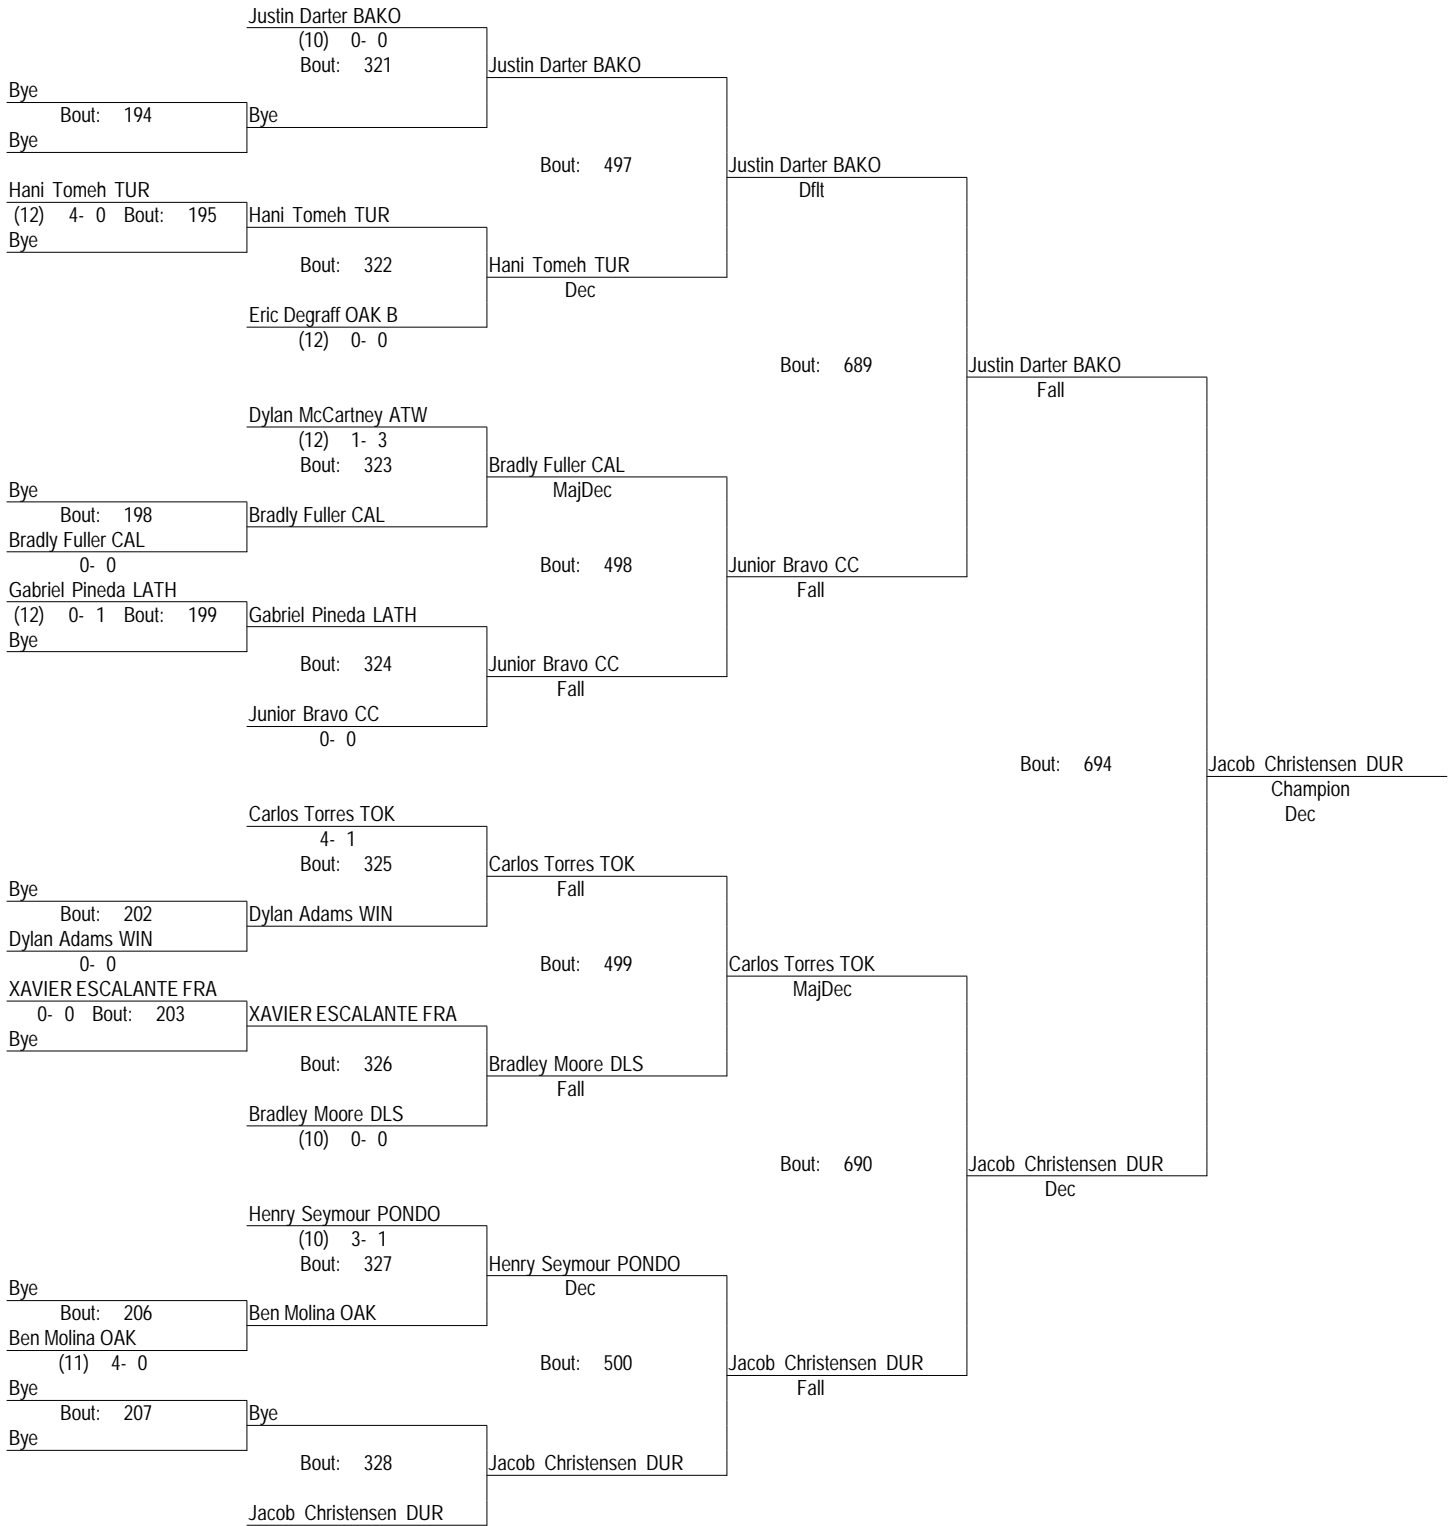 Justin Darter BAKO
(10) 0- 0
Bout: 321
Justin Darter BAKO
Bye
Bout: 194
Bye
Bye
Bout: 497
Justin Darter BAKO
Dflt
Hani Tomeh TUR
(12) 4- 0 Bout: 195
Hani Tomeh TUR
Bye
Bout: 322
Hani Tomeh TUR
Dec
Eric Degraff OAK B
(12) 0- 0
Bout: 689
Justin Darter BAKO
Fall
Dylan McCartney ATW
(12) 1- 3
Bout: 323
Bradly Fuller CAL
MajDec
Bye
Bout: 198
Bradly Fuller CAL
Bradly Fuller CAL
0- 0
Bout: 498
Junior Bravo CC
Fall
Gabriel Pineda LATH
(12) 0- 1 Bout: 199
Gabriel Pineda LATH
Bye
Bout: 324
Junior Bravo CC
Fall
Junior Bravo CC
0- 0
Bout: 694
Jacob Christensen DUR
Champion
Dec
Carlos Torres TOK
4- 1
Bout: 325
Carlos Torres TOK
Fall
Bye
Bout: 202
Dylan Adams WIN
Dylan Adams WIN
0- 0
Bout: 499
Carlos Torres TOK
MajDec
XAVIER ESCALANTE FRA
0- 0 Bout: 203
XAVIER ESCALANTE FRA
Bye
Bout: 326
Bradley Moore DLS
Fall
Bradley Moore DLS
(10) 0- 0
Bout: 690
Jacob Christensen DUR
Dec
Henry Seymour PONDO
(10) 3- 1
Bout: 327
Henry Seymour PONDO
Dec
Bye
Bout: 206
Ben Molina OAK
Ben Molina OAK
(11) 4- 0
Bout: 500
Jacob Christensen DUR
Fall
Bye
Bout: 207
Bye
Bye
Bout: 328
Jacob Christensen DUR
Jacob Christensen DUR